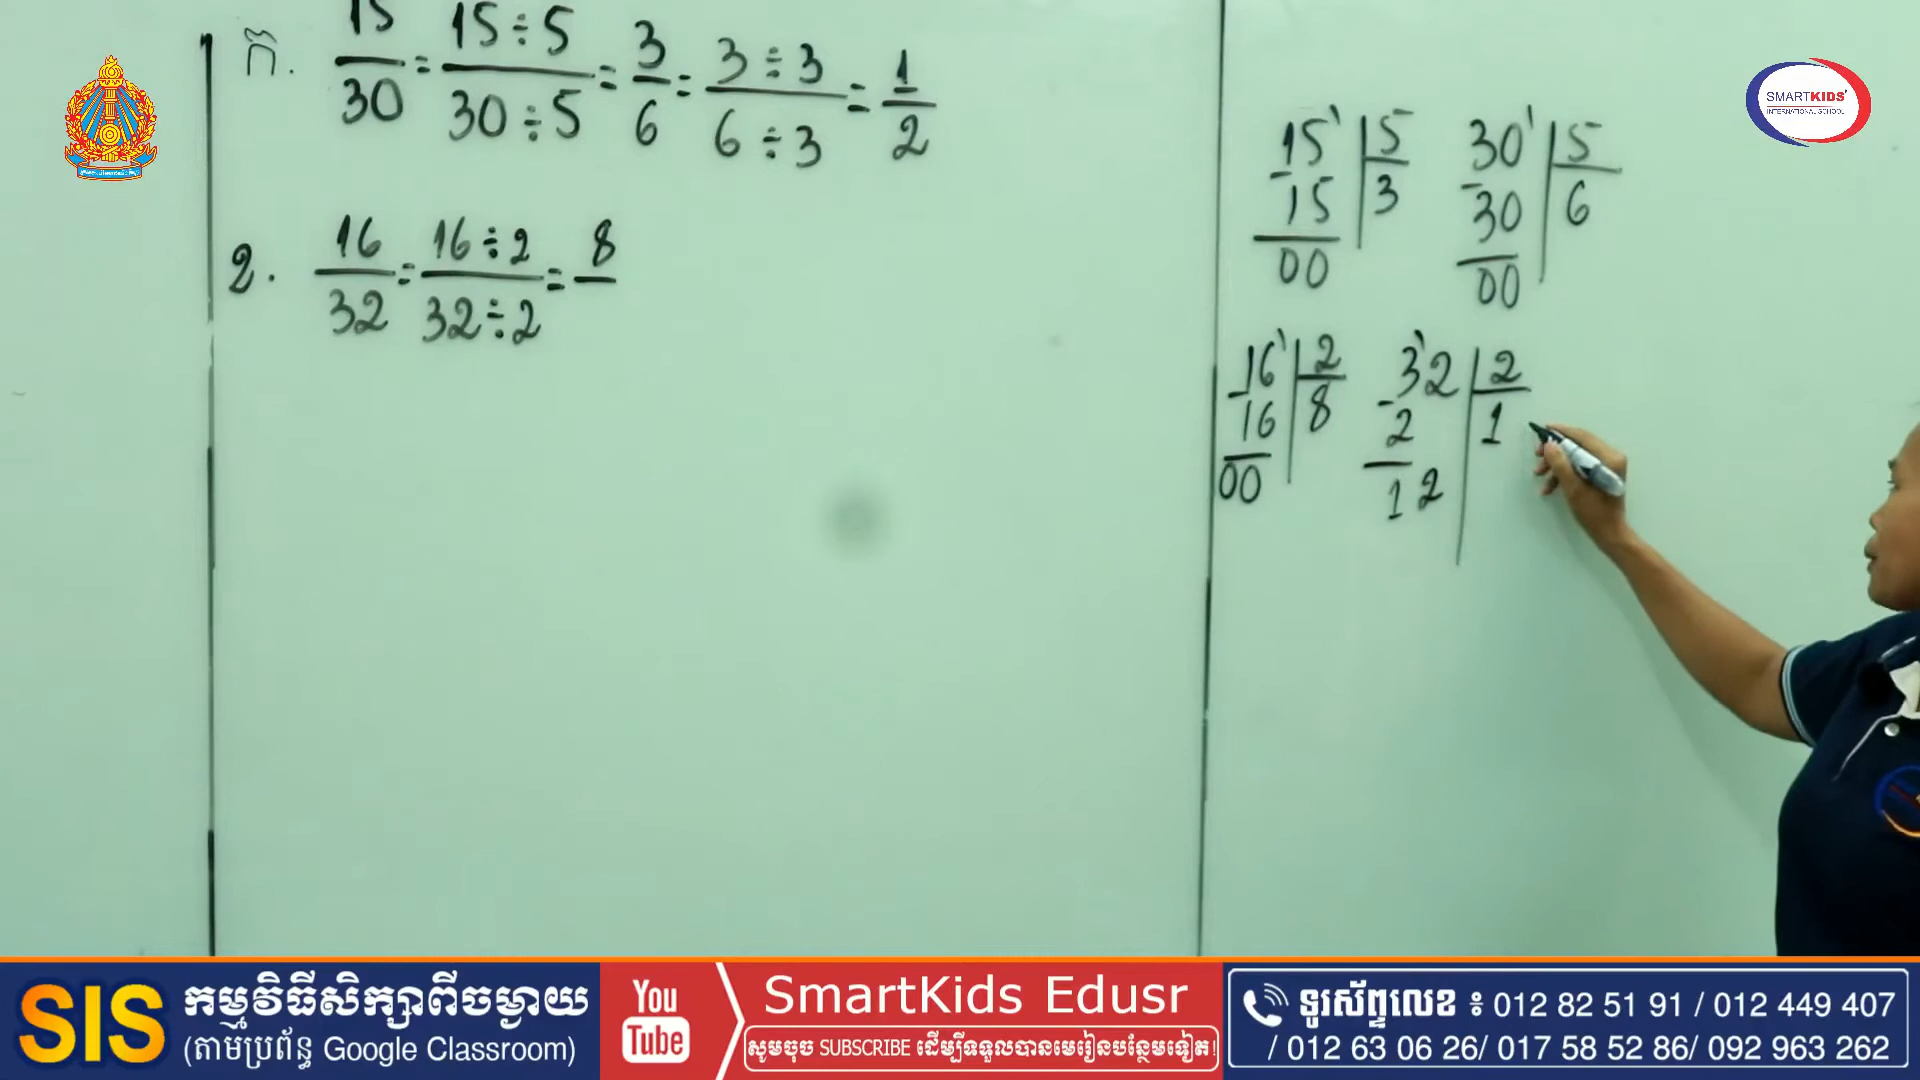 ក. 15/30 = 15÷5/30÷5 = 3/6 = 3÷3/6÷3 = 1/2
2. 16/32 = 16÷2/32÷2 = 8/
15' 5
-15 3
00
30' 5
-30 6
00
16' 2
-16 8
00
3'2 2
-2 1
12
SMARTKIDS'
INTERNATIONAL SCHOOL
SIS
កម្មវិធីសិក្សាពីចម្ងាយ
(តាមប្រព័ន្ធ Google Classroom)
You
Tube
SmartKids Edusr
សូមចុច SUBSCRIBE ដើម្បីទទួលបានមេរៀនបន្ថែមទៀត!
ទូរស័ព្ទលេខ ៖ 012 82 51 91 / 012 449 407
/ 012 63 06 26/ 017 58 52 86/ 092 963 262